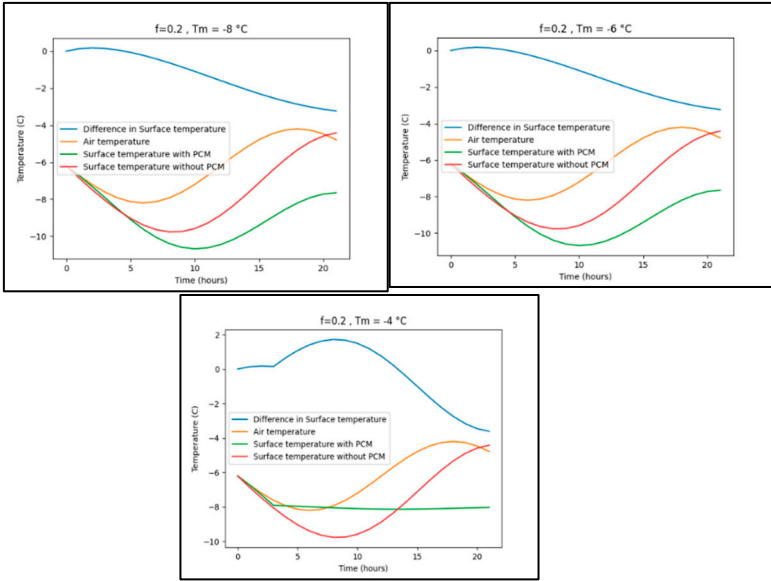 f=0.2 , Tm = -8 °C
Temperature (C)
0
−2
−4
−6
−8
−10
Difference in Surface temperature
Air temperature
Surface temperature with PCM
Surface temperature without PCM
0 5 10 15 20
Time (hours)
f=0.2 , Tm = -6 °C
Temperature (C)
0
−2
−4
−6
−8
−10
Difference in Surface temperature
Air temperature
Surface temperature with PCM
Surface temperature without PCM
0 5 10 15 20
Time (hours)
f=0.2 , Tm = -4 °C
Temperature (C)
2
0
−2
−4
−6
−8
−10
Difference in Surface temperature
Air temperature
Surface temperature with PCM
Surface temperature without PCM
0 5 10 15 20
Time (hours)